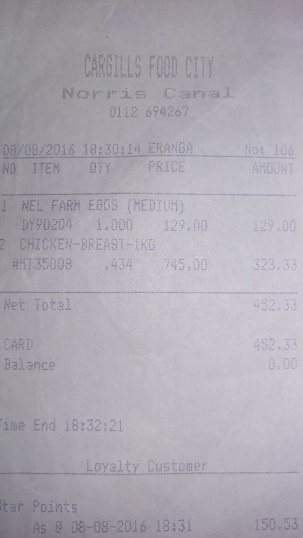 CARGILLS FOOD CITY
Norris Canal
0112 694267
08/08/2016 18:30:14 ERANGA No: 106
NO ITEM QTY PRICE AMOUNT
1 NEL FARM EGGS (MEDIUM)
DY90204 1.000 129.00 129.00
2 CHICKEN-BREAST-1KG
#MT35008 .434 745.00 323.33
Net Total 452.33
CARD 452.33
Balance 0.00
Time End 18:32:21
Loyalty Customer
Star Points
As @ 08-08-2016 18:31 150.53